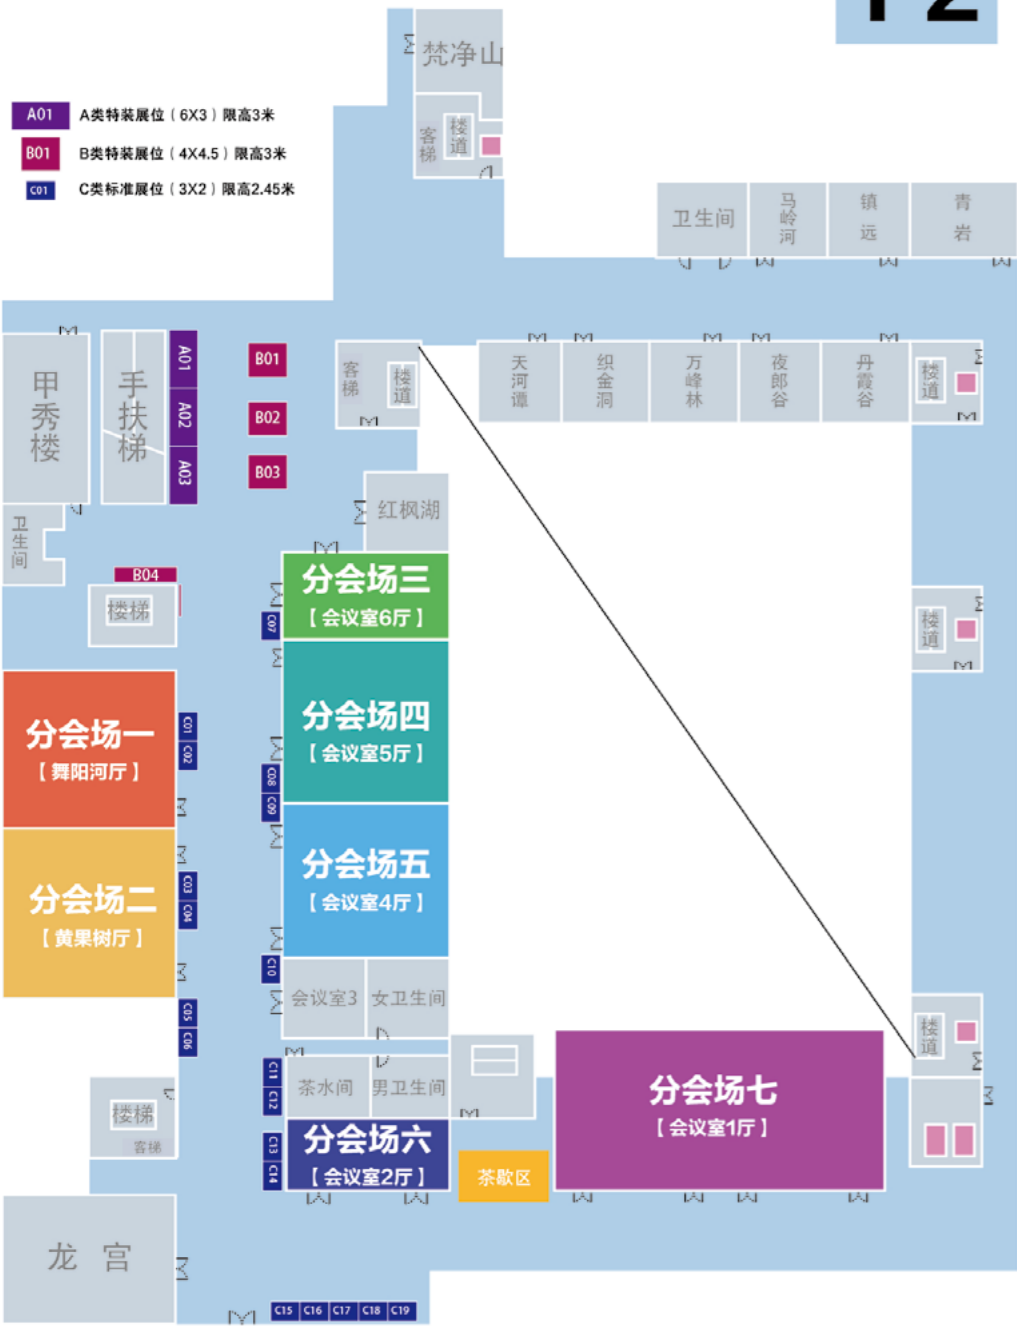 F2
梵净山
客梯
楼道
A01 A类特装展位（6X3）限高3米
B01 B类特装展位（4X4.5）限高3米
C01 C类标准展位（3X2）限高2.45米
卫生间
马岭河
镇远
青岩
甲秀楼
手扶梯
A01
A02
A03
B01
B02
B03
客梯
楼道
天河谭
织金洞
万峰林
夜郎谷
丹霞谷
楼道
卫生间
红枫湖
B04
楼梯
分会场三
【会议室6厅】
C07
楼道
分会场一
【舞阳河厅】
C01
C02
分会场四
【会议室5厅】
C08
C09
分会场二
【黄果树厅】
C03
C04
分会场五
【会议室4厅】
C10
会议室3
女卫生间
C05
C06
楼道
C11
C12
茶水间
男卫生间
分会场七
【会议室1厅】
楼梯
客梯
C13
C14
分会场六
【会议室2厅】
茶歇区
龙宫
C15
C16
C17
C18
C19